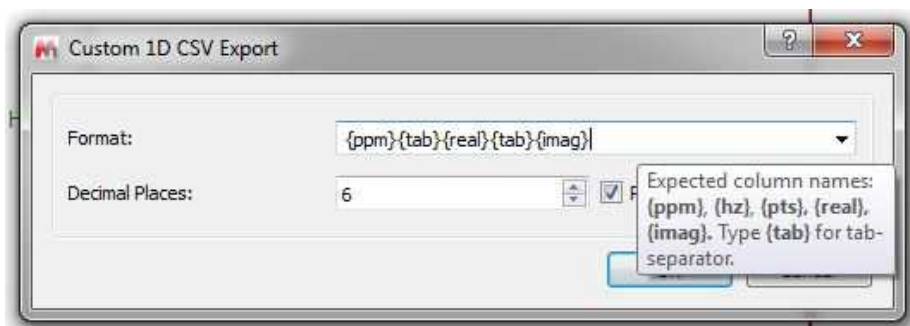 Custom 1D CSV Export
Format:
{ppm}{tab}{real}{tab}{imag}
Decimal Places:
6
Expected column names:
{ppm}, {hz}, {pts}, {real},
{imag}. Type {tab} for tab-
separator.